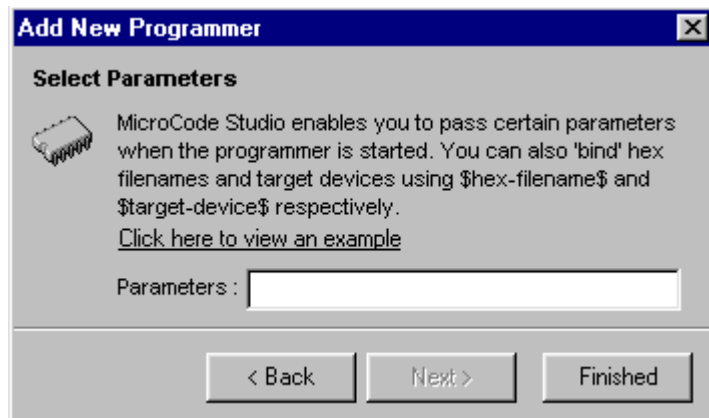 Add New Programmer
Select Parameters
MicroCode Studio enables you to pass certain parameters
when the programmer is started. You can also 'bind' hex
filenames and target devices using $hex-filename$ and
$target-device$ respectively.
Click here to view an example
Parameters :
< Back Next > Finished